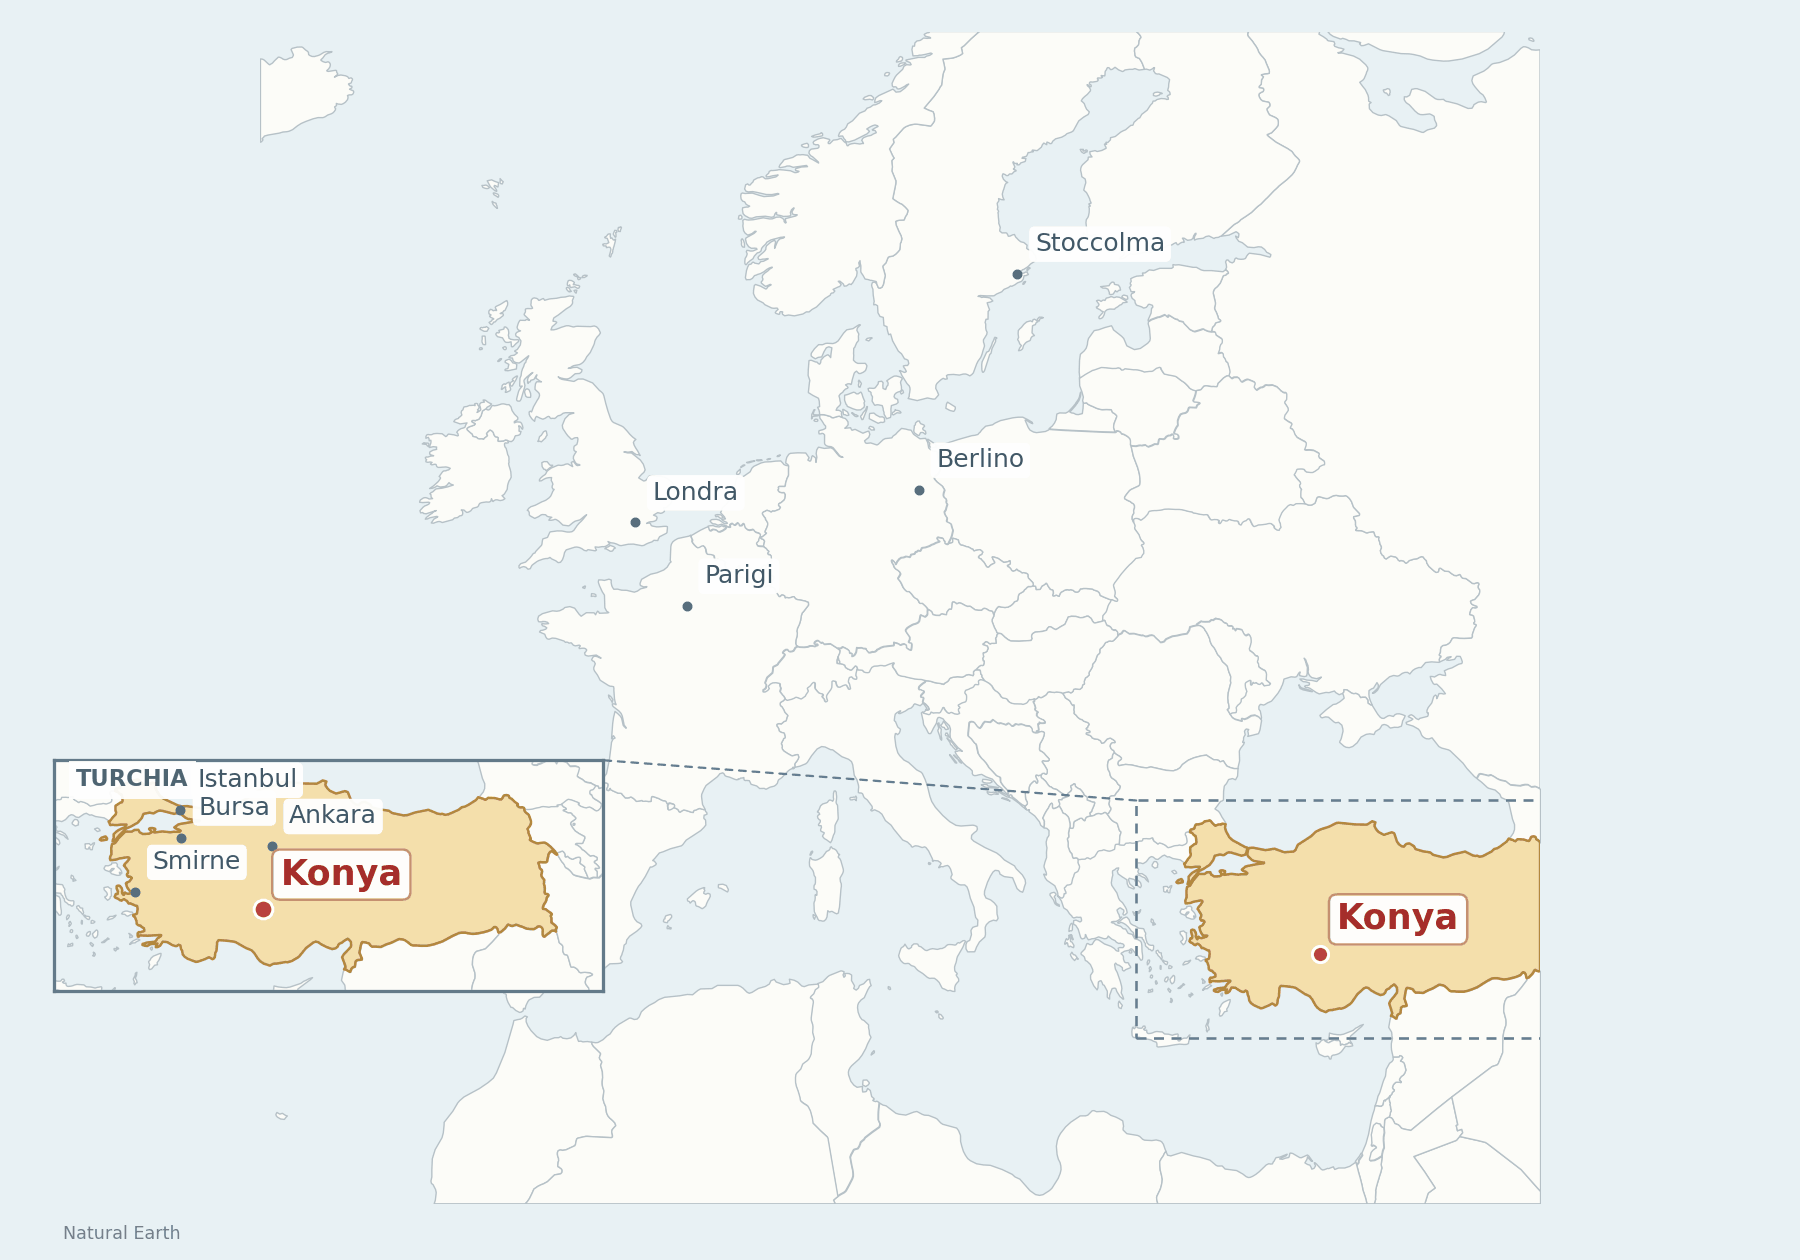 Stoccolma
Berlino
Londra
Parigi
TURCHIA
Istanbul
Bursa
Ankara
Smirne
Konya
Konya
Natural Earth